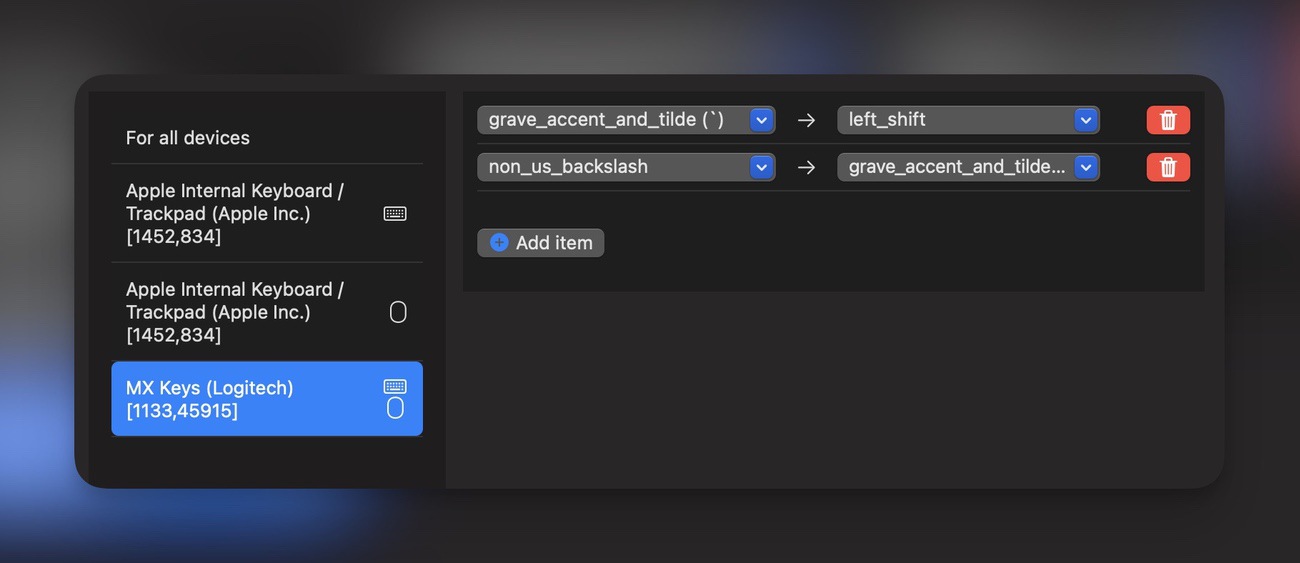 For all devices
Apple Internal Keyboard /
Trackpad (Apple Inc.)
[1452,834]
Apple Internal Keyboard /
Trackpad (Apple Inc.)
[1452,834]
MX Keys (Logitech)
[1133,45915]
grave_accent_and_tilde (`) → left_shift
non_us_backslash → grave_accent_and_tilde...
Add item